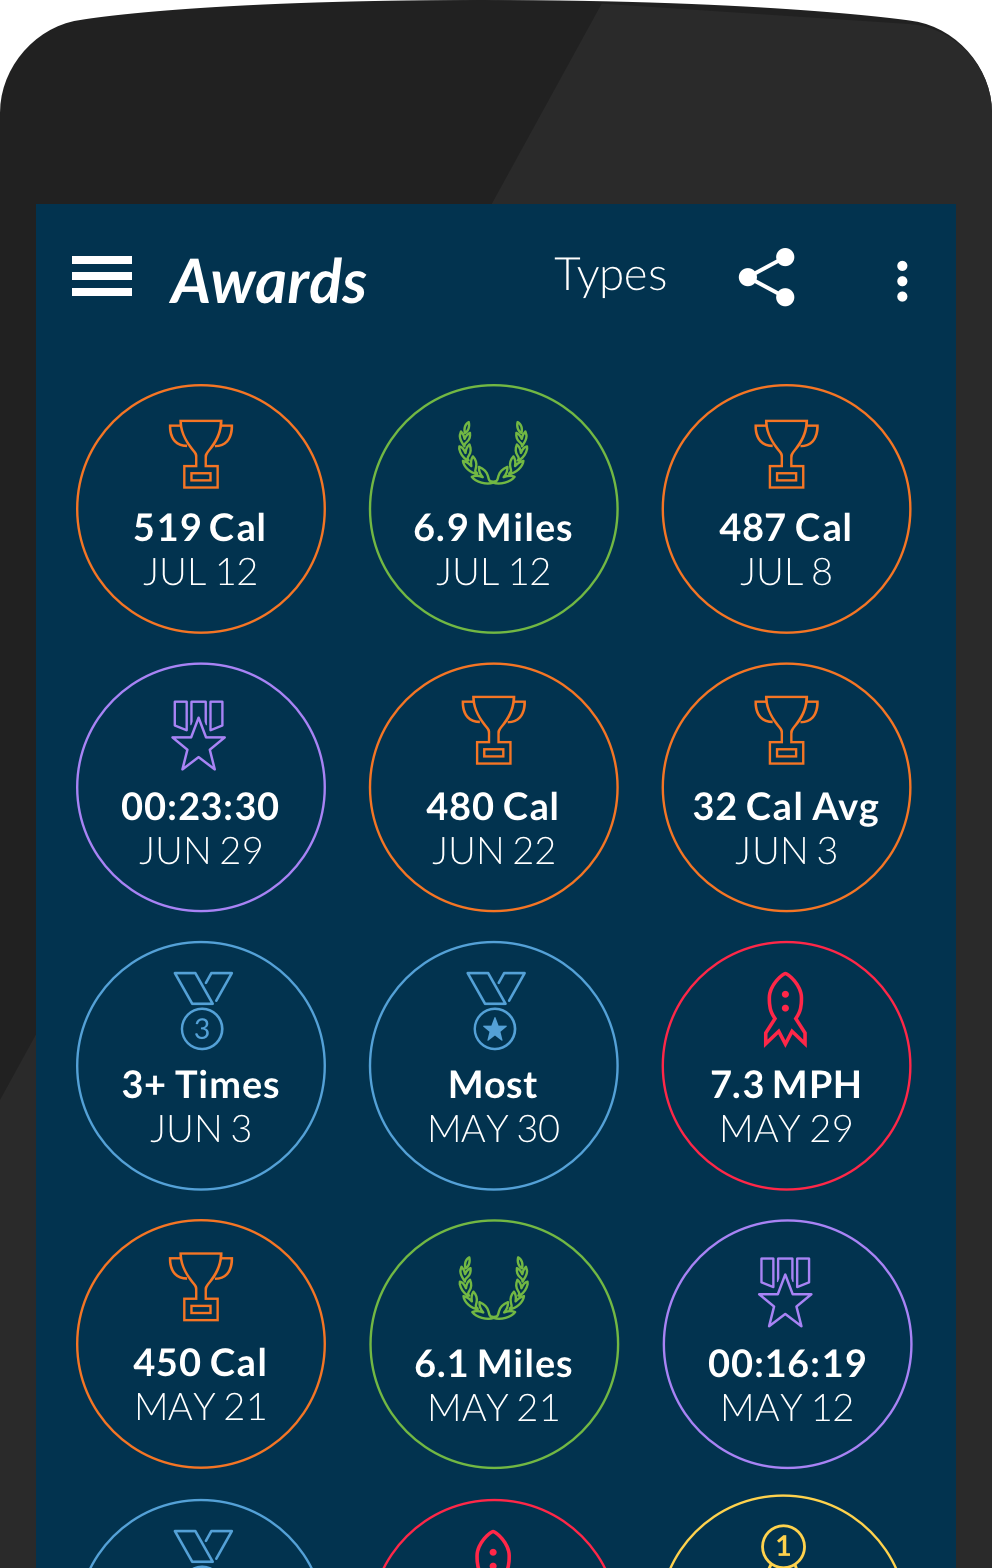 Awards Types
519 Cal
JUL 12
6.9 Miles
JUL 12
487 Cal
JUL 8
00:23:30
JUN 29
480 Cal
JUN 22
32 Cal Avg
JUN 3
3
3+ Times
JUN 3
Most
MAY 30
7.3 MPH
MAY 29
450 Cal
MAY 21
6.1 Miles
MAY 21
00:16:19
MAY 12
1